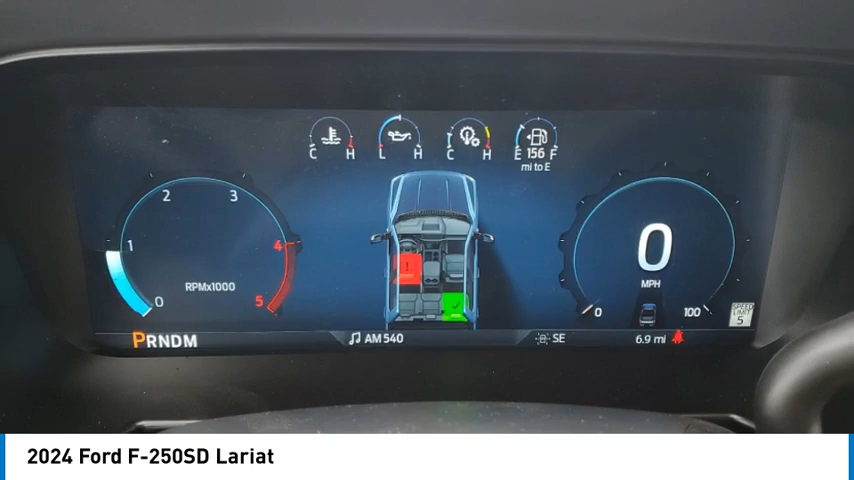 C H L H C H E 156 F
mi to E
2 3
1 4
RPMx1000
0 5
0
MPH
0 100
SPEED
LIMIT
5
PRNDM AM 540 SE 6.9 mi
2024 Ford F-250SD Lariat